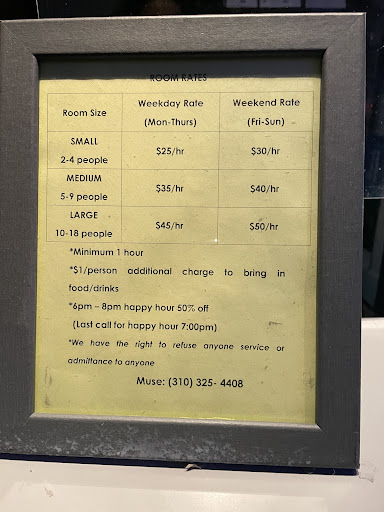 ROOM RATES
Room Size Weekday Rate (Mon-Thurs) Weekend Rate (Fri-Sun)
SMALL 2-4 people $25/hr $30/hr
MEDIUM 5-9 people $35/hr $40/hr
LARGE 10-18 people $45/hr $50/hr
*Minimum 1 hour
*$1/person additional charge to bring in
food/drinks
*6pm – 8pm happy hour 50% off
(Last call for happy hour 7:00pm)
*We have the right to refuse anyone service or
admittance to anyone
Muse: (310) 325- 4408